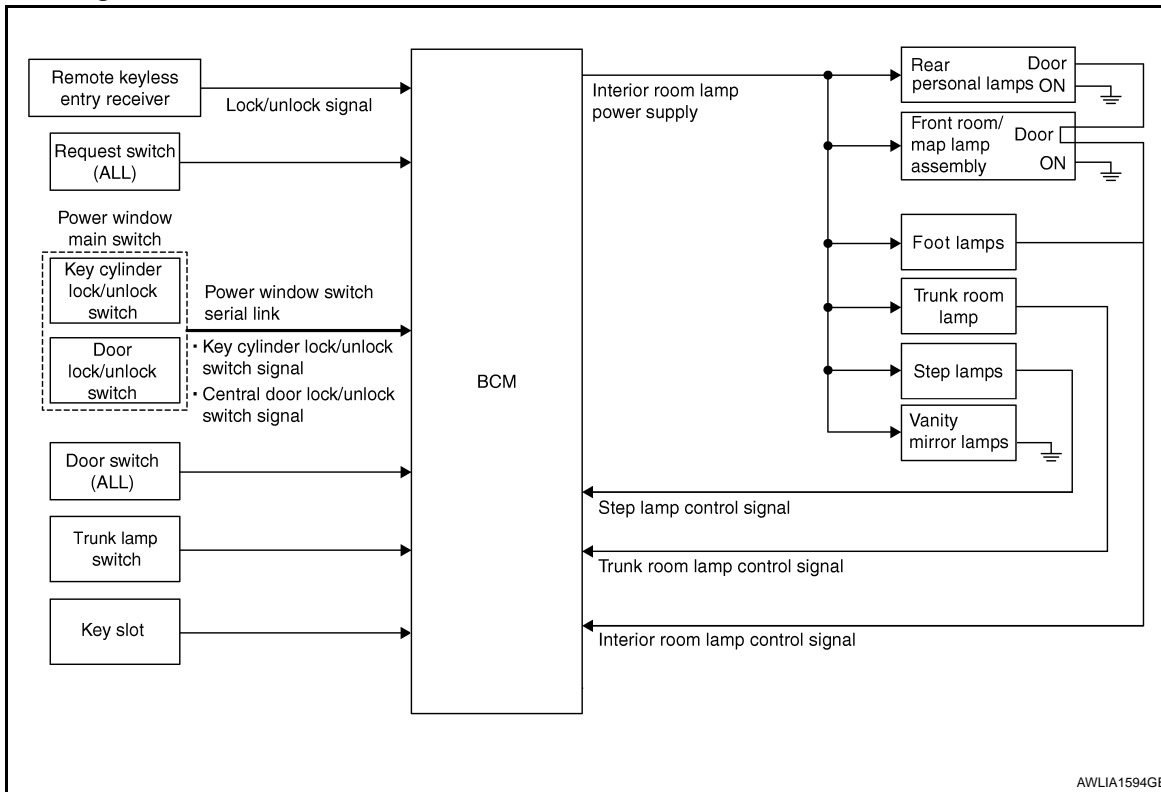 Remote keyless
entry receiver
Lock/unlock signal
Request switch
(ALL)
Power window
main switch
Key cylinder
lock/unlock
switch
Door
lock/unlock
switch
Power window switch
serial link
· Key cylinder lock/unlock
switch signal
· Central door lock/unlock
switch signal
Door switch
(ALL)
Trunk lamp
switch
Key slot
BCM
Interior room lamp
power supply
Rear
personal lamps
Door
ON
Front room/
map lamp
assembly
Door
ON
Foot lamps
Trunk room
lamp
Step lamps
Vanity
mirror lamps
Step lamp control signal
Trunk room lamp control signal
Interior room lamp control signal